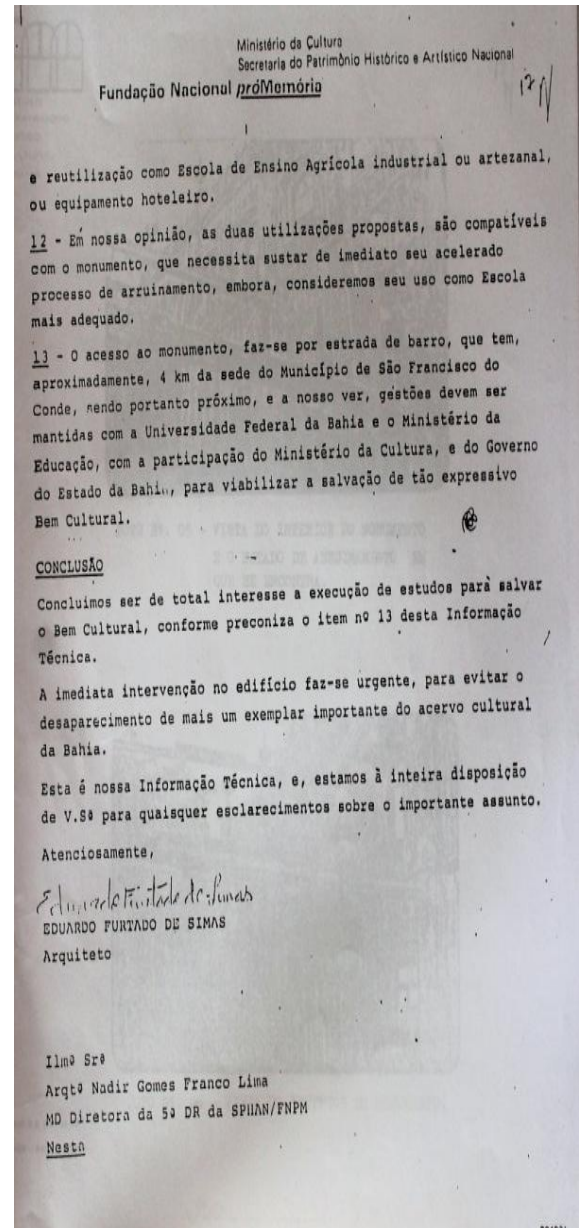 Ministério da Cultura
Secretaria do Patrimônio Histórico e Artístico Nacional
Fundação Nacional próMemória
17
e reutilização como Escola de Ensino Agrícola industrial ou artezanal,
ou equipamento hoteleiro.
12 - Em nossa opinião, as duas utilizações propostas, são compatíveis
com o monumento, que necessita sustar de imediato seu acelerado
processo de arruinamento, embora, consideremos seu uso como Escola
mais adequado.
13 - O acesso ao monumento, faz-se por estrada de barro, que tem,
aproximadamente, 4 km da sede do Município de São Francisco do
Conde, sendo portanto próximo, e a nosso ver, gestões devem ser
mantidas com a Universidade Federal da Bahia e o Ministério da
Educação, com a participação do Ministério da Cultura, e do Governo
do Estado da Bahia, para viabilizar a salvação de tão expressivo
Bem Cultural.
CONCLUSÃO
Concluimos ser de total interesse a execução de estudos para salvar
o Bem Cultural, conforme preconiza o item nº 13 desta Informação
Técnica.
A imediata intervenção no edifício faz-se urgente, para evitar o
desaparecimento de mais um exemplar importante do acervo cultural
da Bahia.
Esta é nossa Informação Técnica, e, estamos à inteira disposição
de V.Sª para quaisquer esclarecimentos sobre o importante assunto.
Atenciosamente,
Eduardo Furtado de Simas
EDUARDO FURTADO DE SIMAS
Arquiteto
Ilmª Srª
Arqtª Nadir Gomes Franco Lima
MD Diretora da 5ª DR da SPHAN/FNPM
Nesta